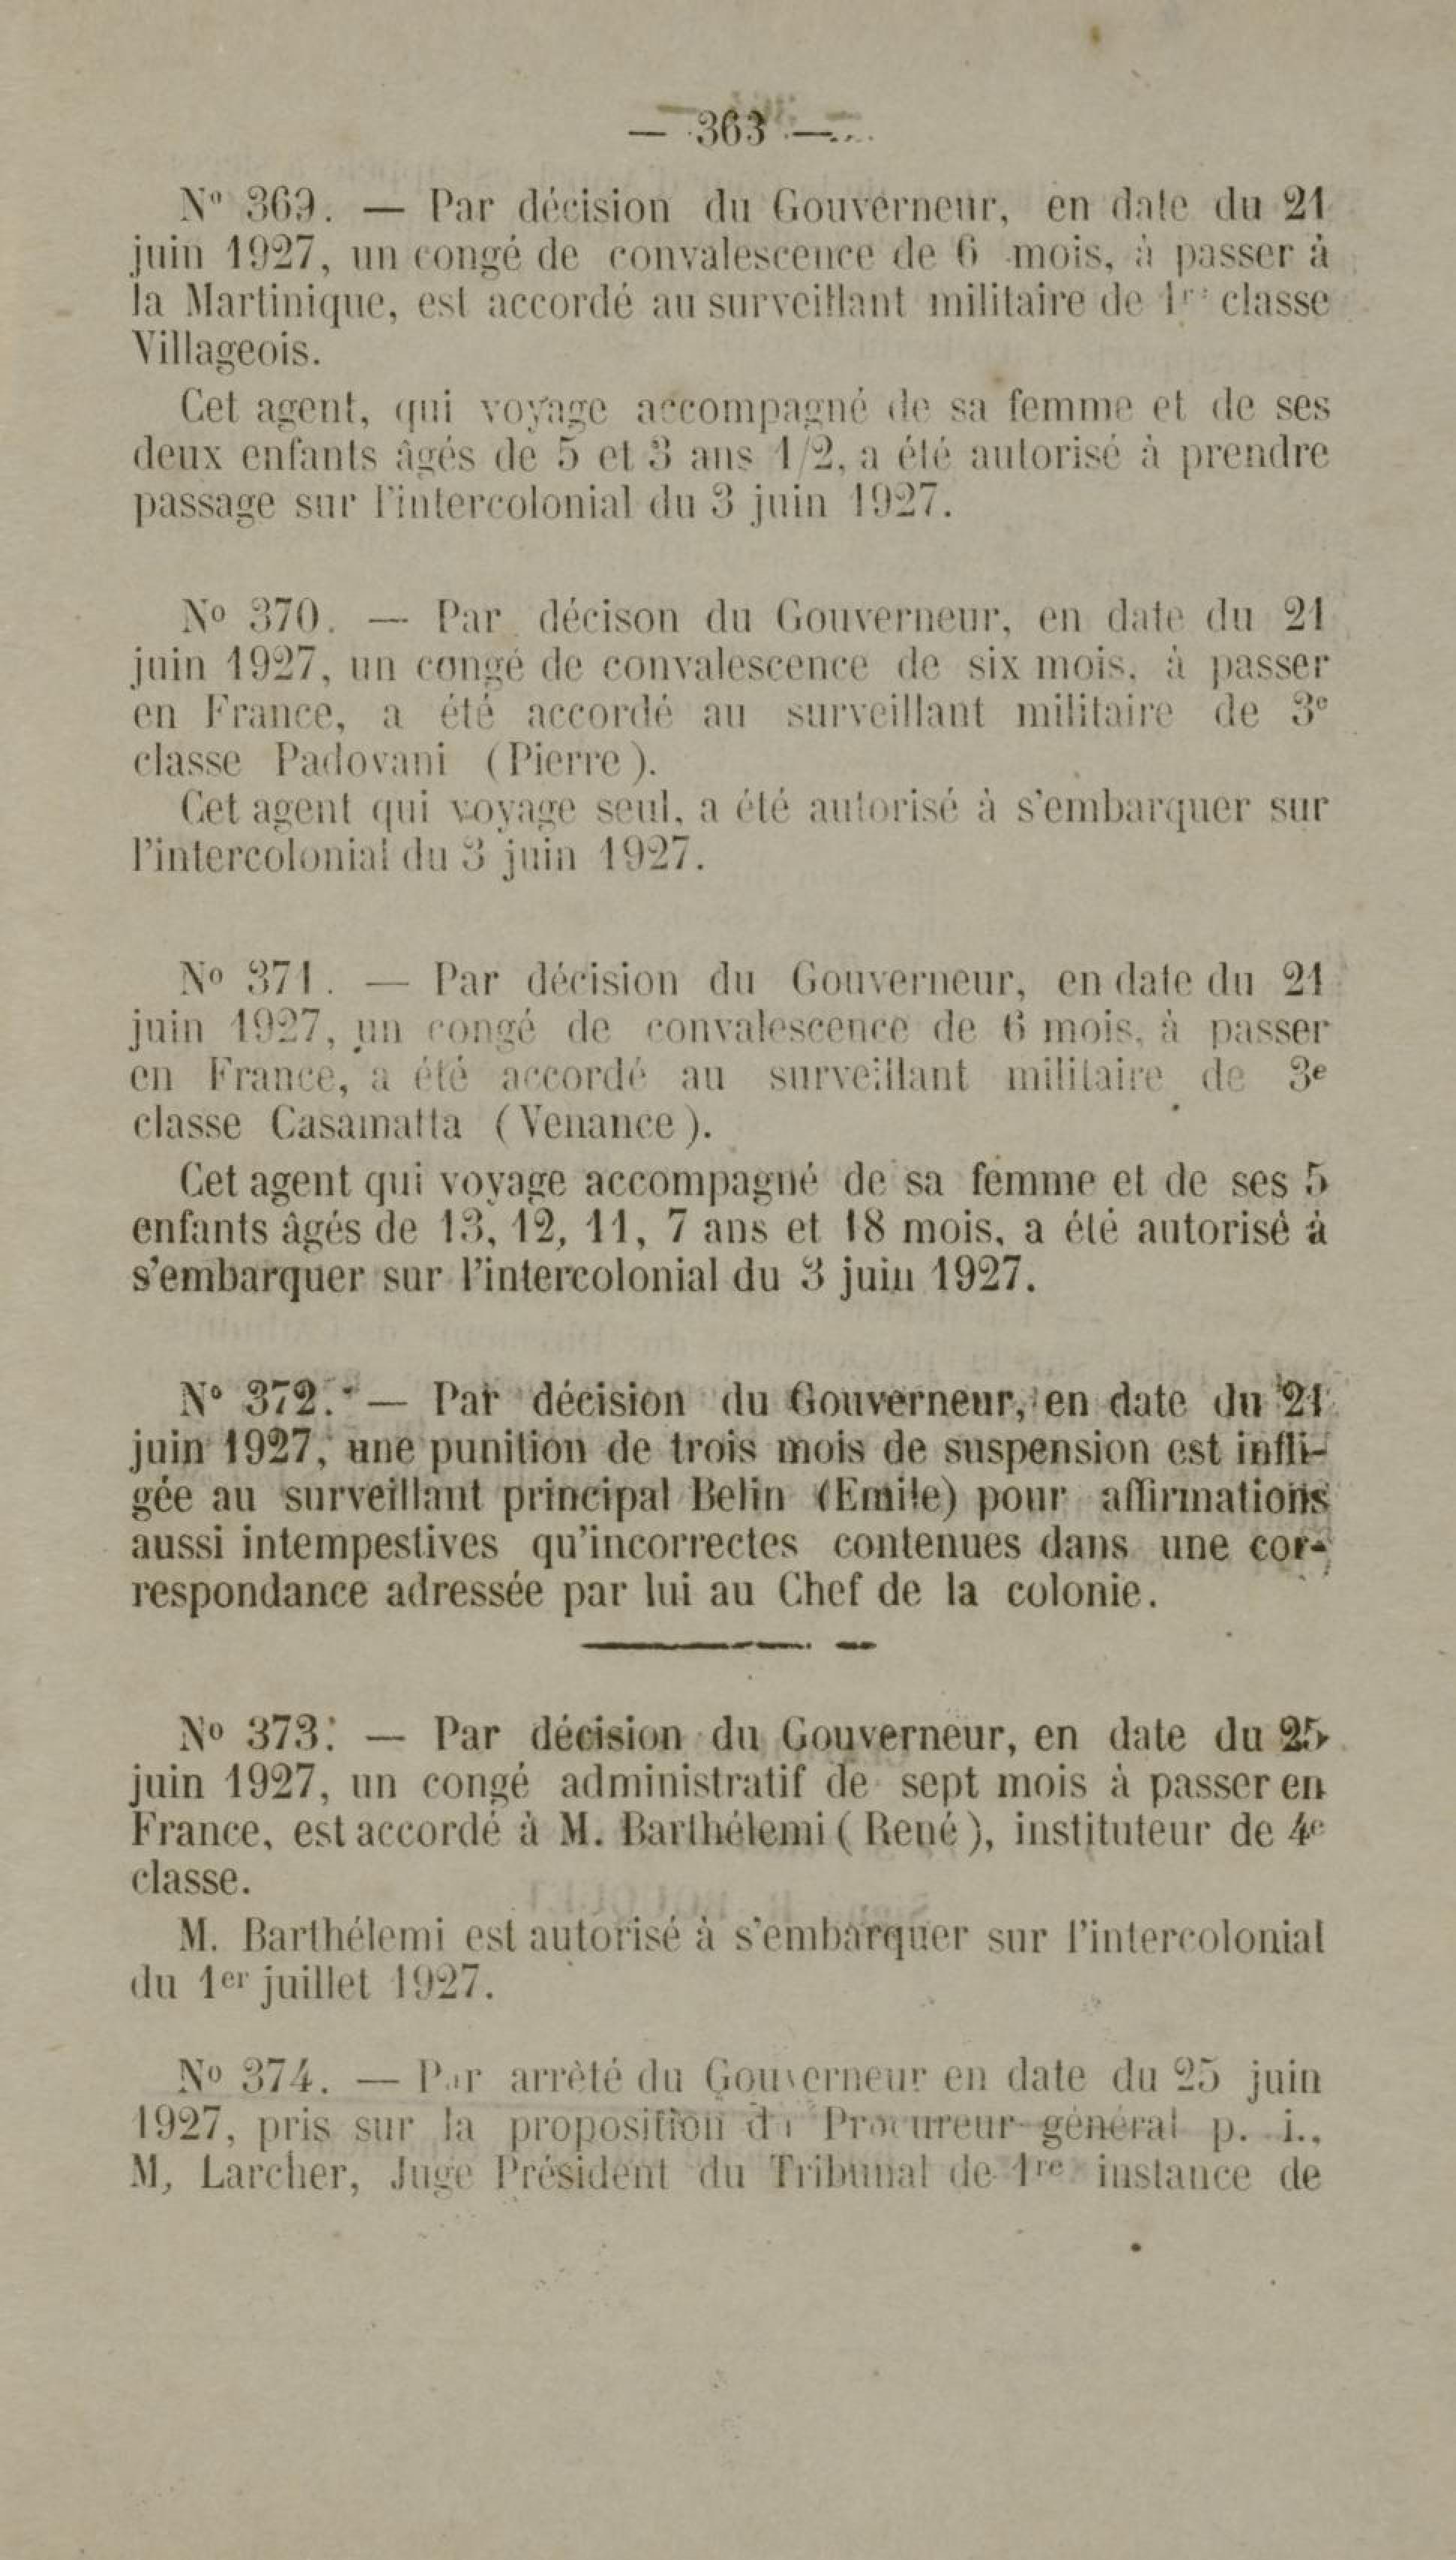 — 363 —
Nº 369. — Par décision du Gouverneur, en date du 21
juin 1927, un congé de convalescence de 6 mois, à passer à
la Martinique, est accordé au surveillant militaire de 1re classe
Villageois.
Cet agent, qui voyage accompagné de sa femme et de ses
deux enfants âgés de 5 et 3 ans 1/2, a été autorisé à prendre
passage sur l'intercolonial du 3 juin 1927.
Nº 370. — Par décison du Gouverneur, en date du 21
juin 1927, un congé de convalescence de six mois, à passer
en France, a été accordé au surveillant militaire de 3e
classe Padovani (Pierre).
Cet agent qui voyage seul, a été autorisé à s'embarquer sur
l'intercolonial du 3 juin 1927.
Nº 371. — Par décision du Gouverneur, en date du 21
juin 1927, un congé de convalescence de 6 mois, à passer
en France, a été accordé au surveillant militaire de 3e
classe Casamatta (Venance).
Cet agent qui voyage accompagné de sa femme et de ses 5
enfants âgés de 13, 12, 11, 7 ans et 18 mois, a été autorisé à
s'embarquer sur l'intercolonial du 3 juin 1927.
Nº 372. — Par décision du Gouverneur, en date du 21
juin 1927, une punition de trois mois de suspension est infli-
gée au surveillant principal Belin (Emile) pour affirmations
aussi intempestives qu'incorrectes contenues dans une cor-
respondance adressée par lui au Chef de la colonie.
Nº 373. — Par décision du Gouverneur, en date du 25
juin 1927, un congé administratif de sept mois à passer en
France, est accordé à M. Barthélemi (René), instituteur de 4e
classe.
M. Barthélemi est autorisé à s'embarquer sur l'intercolonial
du 1er juillet 1927.
Nº 374. — Par arrêté du Gouverneur en date du 25 juin
1927, pris sur la proposition du Procureur général p. i.,
M, Larcher, Juge Président du Tribunal de 1re instance de